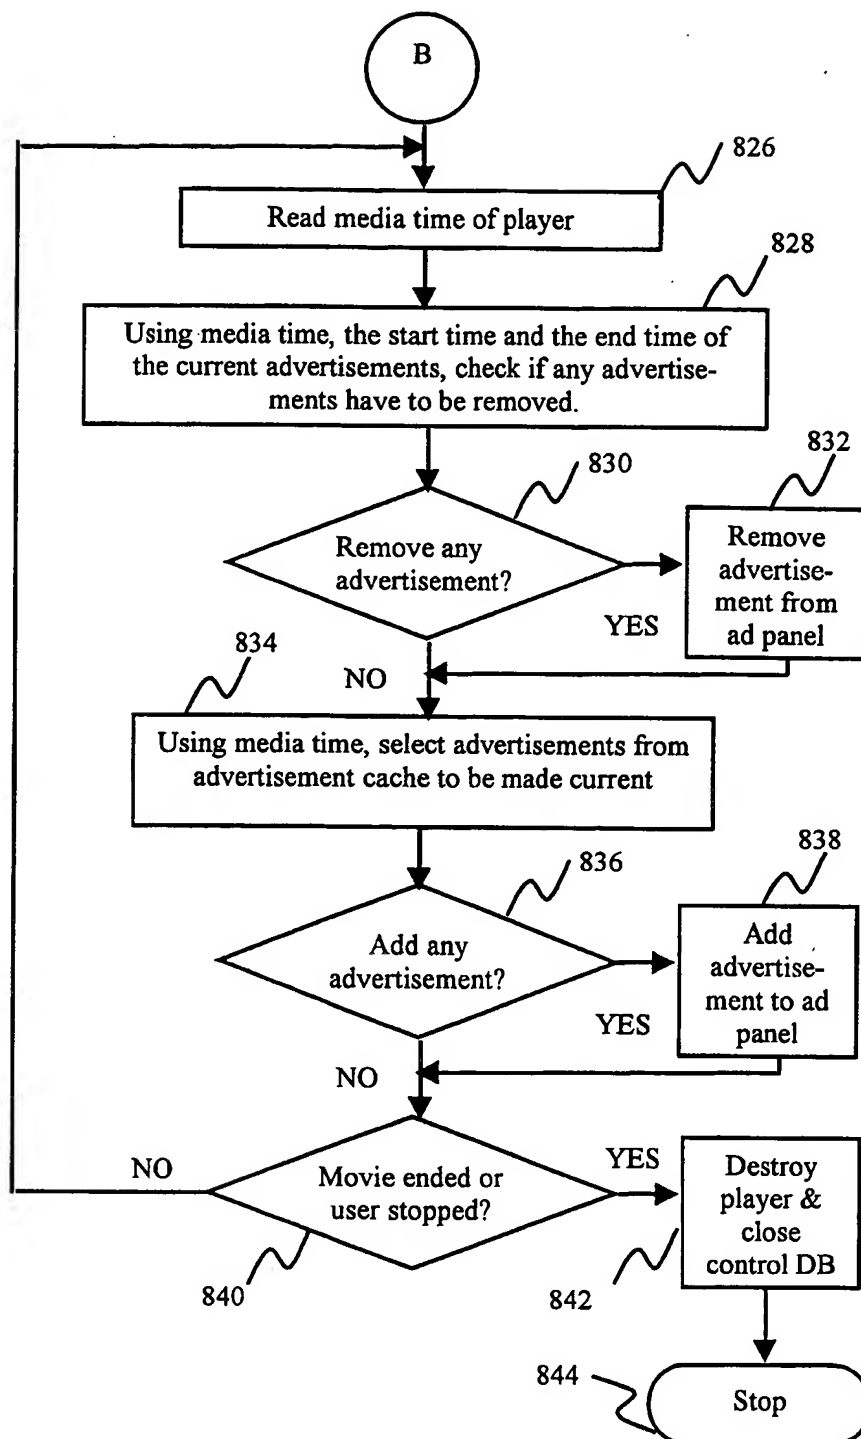 B
826
Read media time of player
828
Using media time, the start time and the end time of
the current advertisements, check if any advertise-
ments have to be removed.
830
832
Remove any
advertisement?
YES
Remove
advertise-
ment from
ad panel
834
NO
Using media time, select advertisements from
advertisement cache to be made current
836
838
Add any
advertisement?
YES
Add
advertise-
ment to ad
panel
NO
NO
Movie ended or
user stopped?
YES
Destroy
player &
close
control DB
840
842
844
Stop